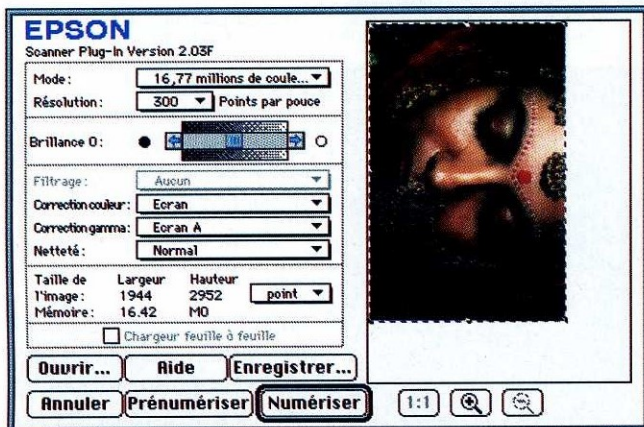 EPSON
Scanner Plug-In Version 2.03F
Mode: 16,77 millions de coule...
Résolution: 300 Points par pouce
Brillance 0:
Filtrage: Aucun
Correction couleur: Ecran
Correction gamma: Ecran A
Netteté: Normal
Taille de l'image: Largeur 1944 Hauteur 2952 point
Mémoire: 16.42 MO
Chargeur feuille à feuille
Ouvrir... Aide Enregistrer...
Annuler Prénumériser Numériser 1:1